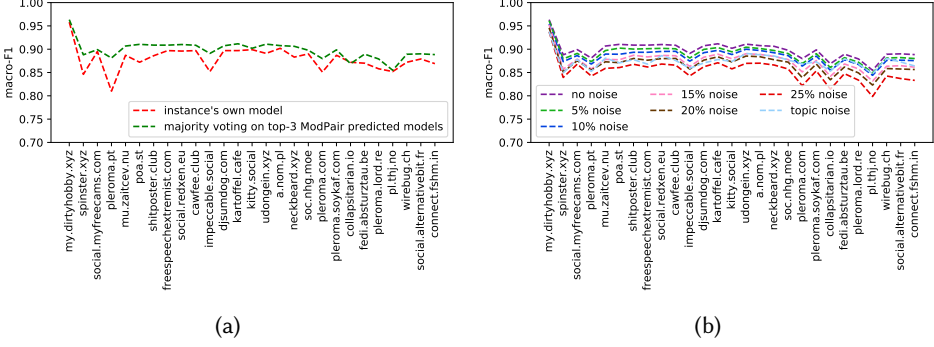 macro-F1
1.00
0.95
0.90
0.85
0.80
0.75
0.70
instance's own model
majority voting on top-3 ModPair predicted models
my.dirtyhobby.xyz
spinster.xyz
social.myfreecams.com
pleroma.pt
mu.zaitcev.nu
poa.st
shitposter.club
freespeechextremist.com
social.redxen.eu
cawfee.club
impeccable.social
djsumdog.com
kartoffel.cafe
kitty.social
udongein.xyz
a.nom.pl
neckbeard.xyz
soc.nhg.moe
pleroma.com
pleroma.soykaf.com
collapsitarian.io
fedi.absturztau.be
pleroma.lord.re
pl.thj.no
wirebug.ch
social.alternativebit.fr
connect.fshm.in
(a)
macro-F1
1.00
0.95
0.90
0.85
0.80
0.75
0.70
no noise
5% noise
10% noise
15% noise
20% noise
25% noise
topic noise
my.dirtyhobby.xyz
spinster.xyz
social.myfreecams.com
pleroma.pt
mu.zaitcev.nu
poa.st
shitposter.club
freespeechextremist.com
social.redxen.eu
cawfee.club
impeccable.social
djsumdog.com
kartoffel.cafe
kitty.social
udongein.xyz
a.nom.pl
neckbeard.xyz
soc.nhg.moe
pleroma.com
pleroma.soykaf.com
collapsitarian.io
fedi.absturztau.be
pleroma.lord.re
pl.thj.no
wirebug.ch
social.alternativebit.fr
connect.fshm.in
(b)